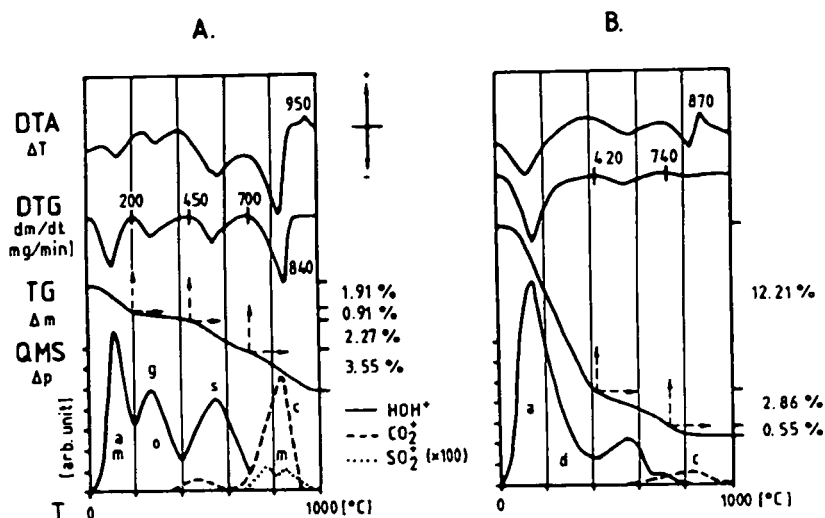 A.
B.
DTA
ΔT
950
870
DTG
dm/dt
mg/min]
200
450
700
840
420
740
TG
Δm
1.91 %
0.91 %
2.27 %
3.55 %
12.21 %
2.86 %
0.55 %
QMS
Δp
[arb.unit]
a
m
g
o
s
c
m
HOH⁺
CO₂⁺
SO₂⁺ (×100)
a
d
c
T
0
1000 [°C]
0
1000 [°C]